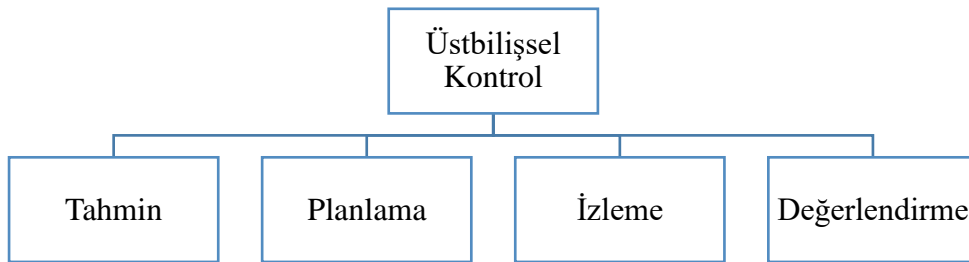 Üstbilişsel
Kontrol
Tahmin
Planlama
İzleme
Değerlendirme